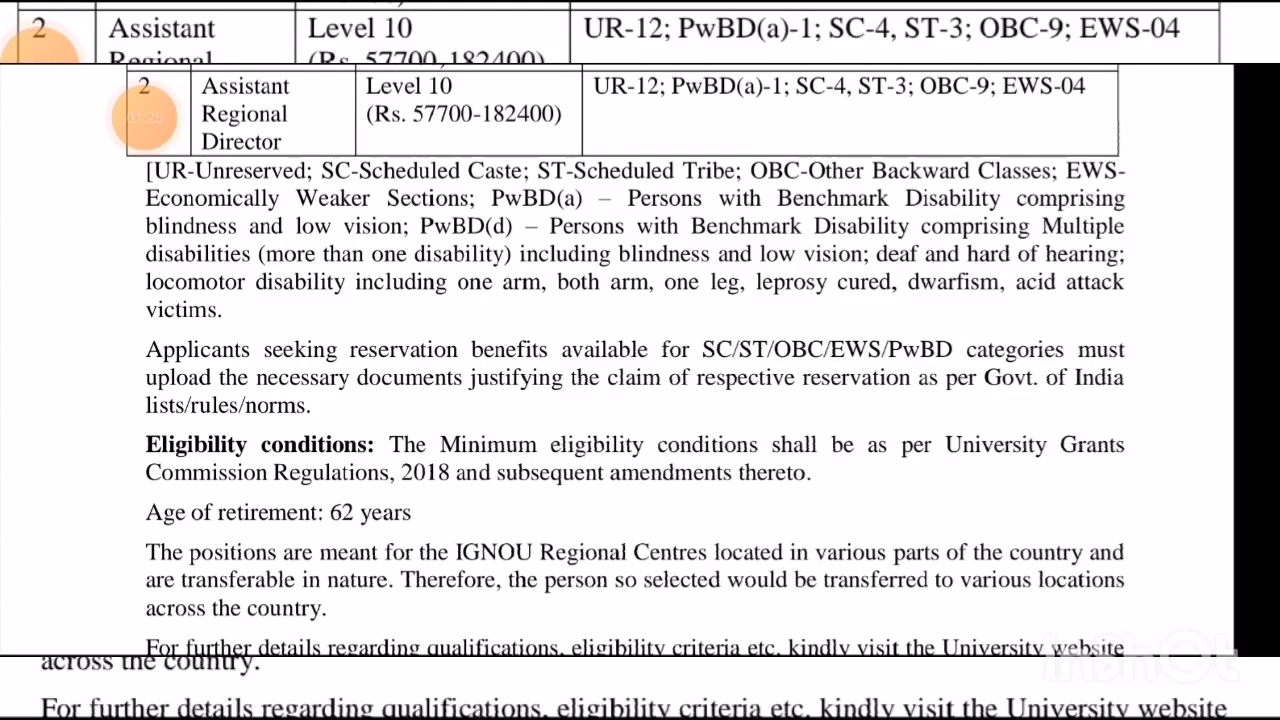 2 Assistant Level 10 UR-12; PwBD(a)-1; SC-4, ST-3; OBC-9; EWS-04
Regional (Rs. 57700-182400)
2 Assistant Level 10 UR-12; PwBD(a)-1; SC-4, ST-3; OBC-9; EWS-04
01:25 Regional (Rs. 57700-182400)
Director
[UR-Unreserved; SC-Scheduled Caste; ST-Scheduled Tribe; OBC-Other Backward Classes; EWS-
Economically Weaker Sections; PwBD(a) – Persons with Benchmark Disability comprising
blindness and low vision; PwBD(d) – Persons with Benchmark Disability comprising Multiple
disabilities (more than one disability) including blindness and low vision; deaf and hard of hearing;
locomotor disability including one arm, both arm, one leg, leprosy cured, dwarfism, acid attack
victims.
Applicants seeking reservation benefits available for SC/ST/OBC/EWS/PwBD categories must
upload the necessary documents justifying the claim of respective reservation as per Govt. of India
lists/rules/norms.
Eligibility conditions: The Minimum eligibility conditions shall be as per University Grants
Commission Regulations, 2018 and subsequent amendments thereto.
Age of retirement: 62 years
The positions are meant for the IGNOU Regional Centres located in various parts of the country and
are transferable in nature. Therefore, the person so selected would be transferred to various locations
across the country.
For further details regarding qualifications, eligibility criteria etc. kindly visit the University website
InShOt
across the country.
For further details regarding qualifications, eligibility criteria etc. kindly visit the University website